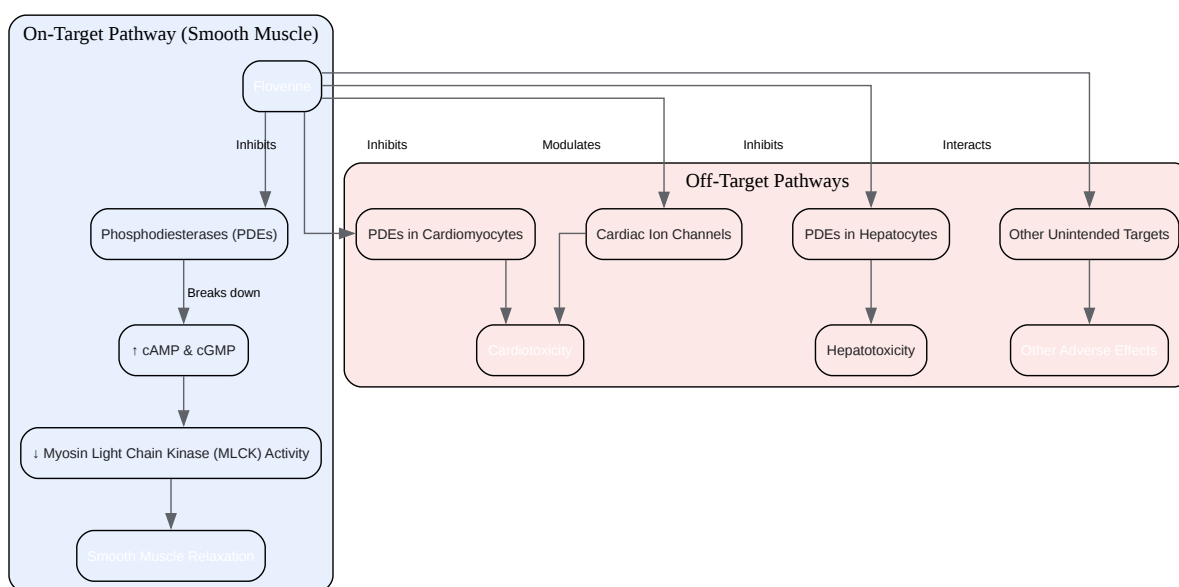 On-Target Pathway (Smooth Muscle)
Floverine
Inhibits
Inhibits
Modulates
Inhibits
Interacts
Off-Target Pathways
Phosphodiesterases (PDEs)
PDEs in Cardiomyocytes
Cardiac Ion Channels
PDEs in Hepatocytes
Other Unintended Targets
Breaks down
↑ cAMP & cGMP
Cardiotoxicity
Hepatotoxicity
Other Adverse Effects
↓ Myosin Light Chain Kinase (MLCK) Activity
Smooth Muscle Relaxation